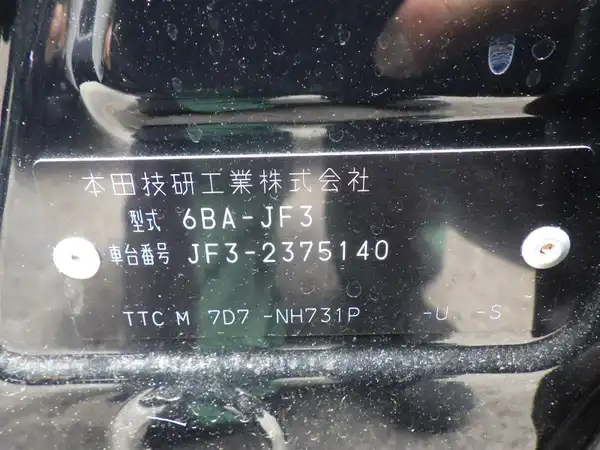 本田技研工業株式会社
型式 6BA-JF3
車台番号 JF3-2375140
TTC M 7D7 -NH731P -U -S